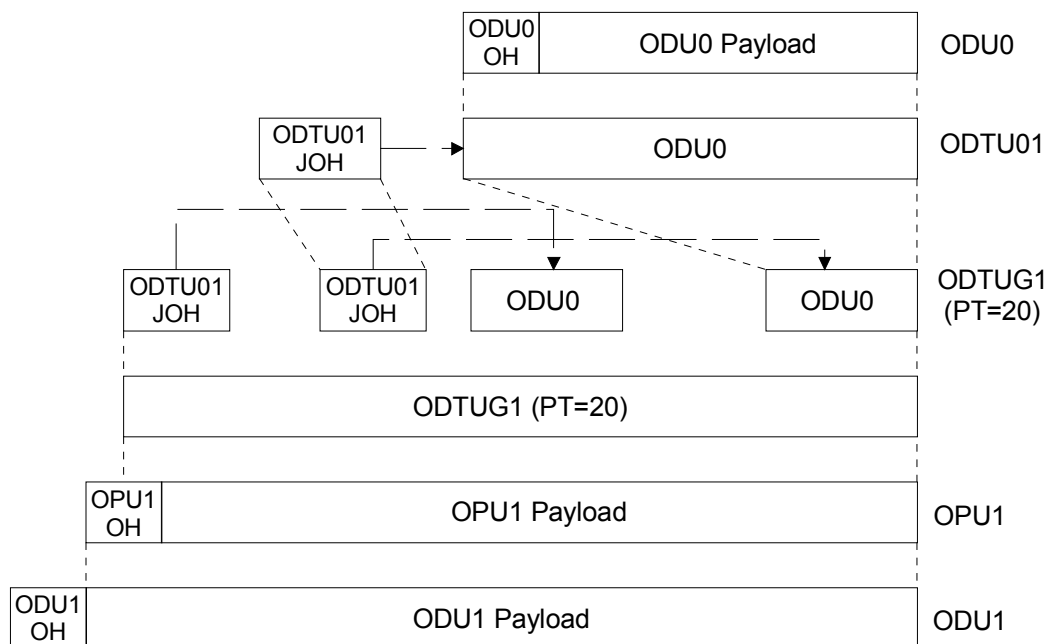 ODU0
OH
ODU0 Payload
ODU0
ODTU01
JOH
ODU0
ODTU01
ODTU01
JOH
ODTU01
JOH
ODU0
ODU0
ODTUG1
(PT=20)
ODTUG1 (PT=20)
OPU1
OH
OPU1 Payload
OPU1
ODU1
OH
ODU1 Payload
ODU1